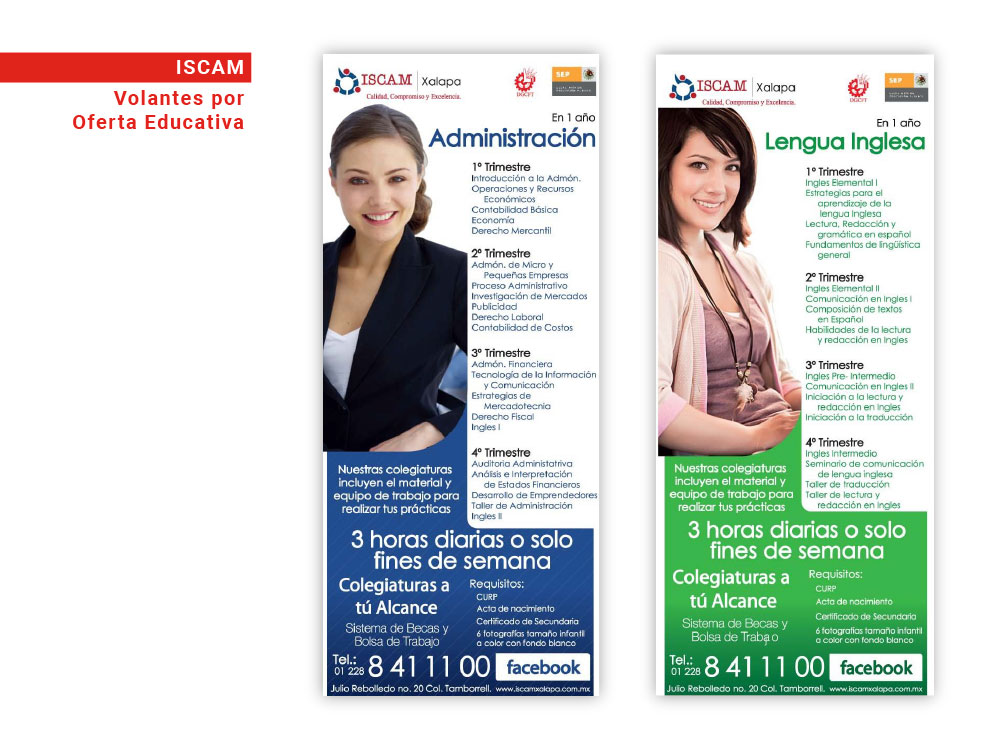 ISCAM
Volantes por
Oferta Educativa
ISCAM Xalapa
Calidad, Compromiso y Excelencia.
DGCFT
SEP
En 1 año
Administración
1º Trimestre
Introducción a la Admón.
Operaciones y Recursos
Económicos
Contabilidad Básica
Economía
Derecho Mercantil
2º Trimestre
Admón. de Micro y
Pequeñas Empresas
Proceso Administrativo
Investigación de Mercados
Publicidad
Derecho Laboral
Contabilidad de Costos
3º Trimestre
Admón. Financiera
Tecnología de la Información
y Comunicación
Estrategias de
Mercadotecnia
Derecho Fiscal
Ingles I
4º Trimestre
Auditoria Administativa
Análisis e Interpretación
de Estados Financieros
Desarrollo de Emprendedores
Taller de Administración
Ingles II
Nuestras colegiaturas
incluyen el material y
equipo de trabajo para
realizar tus prácticas
3 horas diarias o solo
fines de semana
Colegiaturas a
tú Alcance
Sistema de Becas y
Bolsa de Trabajo
Requisitos:
CURP
Acta de nacimiento
Certificado de Secundaria
6 fotografías tamaño infantil
a color con fondo blanco
Tel.:
01 228 8 41 11 00 facebook
Julio Rebolledo no. 20 Col. Tamborrell. www.iscamxalapa.com.mx
ISCAM Xalapa
Calidad, Compromiso y Excelencia.
DGCFT
SEP
En 1 año
Lengua Inglesa
1º Trimestre
Ingles Elemental I
Estrategias para el
aprendizaje de la
lengua Inglesa
Lectura, Redacción y
gramática en español
Fundamentos de lingüística
general
2º Trimestre
Ingles Elemental II
Comunicación en Ingles I
Composición de textos
en Español
Habilidades de la lectura
y redacción en Ingles
3º Trimestre
Ingles Pre- Intermedio
Comunicación en Ingles II
Iniciación a la lectura y
redacción en Ingles
Iniciación a la traducción
4º Trimestre
Ingles Intermedio
Seminario de comunicación
de lengua inglesa
Taller de traducción
Taller de lectura y
redacción en Ingles
Nuestras colegiaturas
incluyen el material y
equipo de trabajo para
realizar tus prácticas
3 horas diarias o solo
fines de semana
Colegiaturas a
tú Alcance
Sistema de Becas y
Bolsa de Trabajo
Requisitos:
CURP
Acta de nacimiento
Certificado de Secundaria
6 fotografías tamaño infantil
a color con fondo blanco
Tel.:
01 228 8 41 11 00 facebook
Julio Rebolledo no. 20 Col. Tamborrell. www.iscamxalapa.com.mx